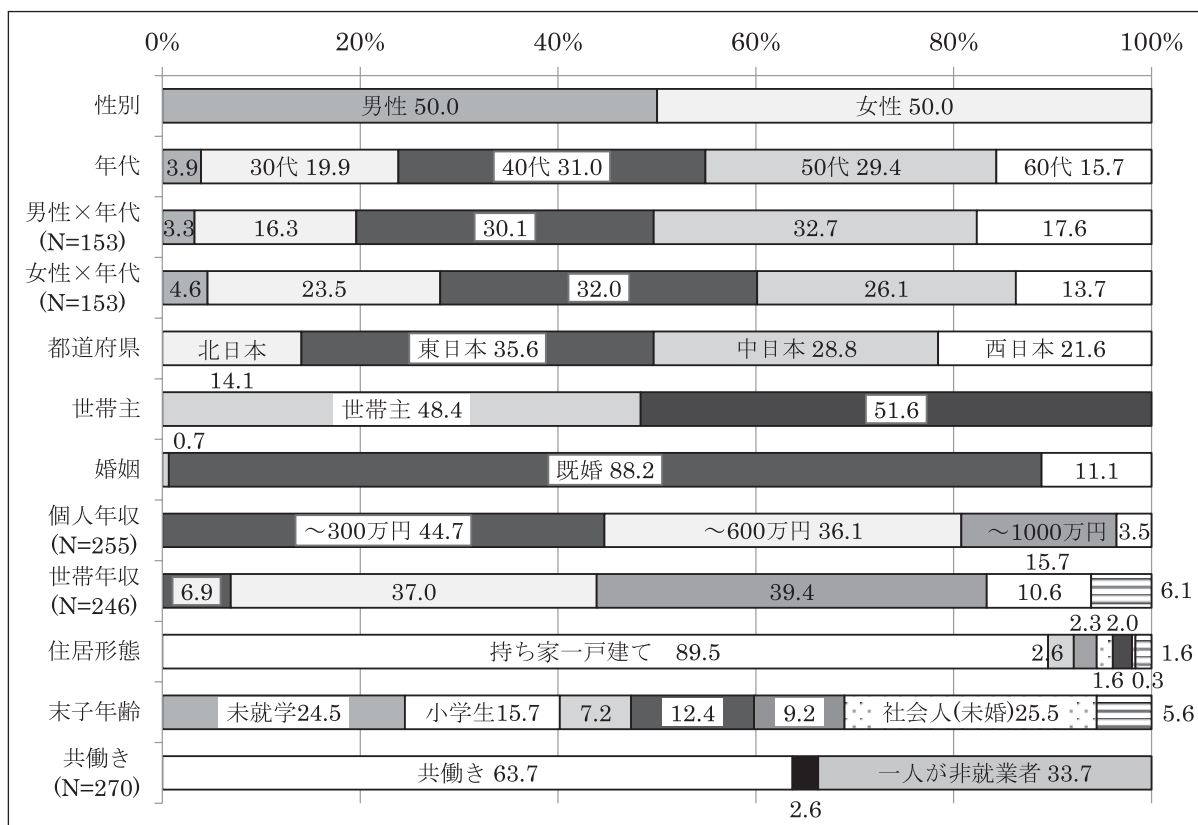 0% 20% 40% 60% 80% 100%
性別 男性 50.0 女性 50.0
年代 3.9 30代 19.9 40代 31.0 50代 29.4 60代 15.7
男性×年代
(N=153) 3.3 16.3 30.1 32.7 17.6
女性×年代
(N=153) 4.6 23.5 32.0 26.1 13.7
都道府県 北日本 東日本 35.6 中日本 28.8 西日本 21.6
14.1
世帯主 世帯主 48.4 51.6
0.7
婚姻 既婚 88.2 11.1
個人年収
(N=255) ～300万円 44.7 ～600万円 36.1 ～1000万円 3.5
15.7
世帯年収
(N=246) 6.9 37.0 39.4 10.6 6.1
2.3 2.0
住居形態 持ち家一戸建て 89.5 2.6 1.6
1.6 0.3
末子年齢 未就学24.5 小学生15.7 7.2 12.4 9.2 社会人(未婚)25.5 5.6
共働き
(N=270) 共働き 63.7 一人が非就業者 33.7
2.6